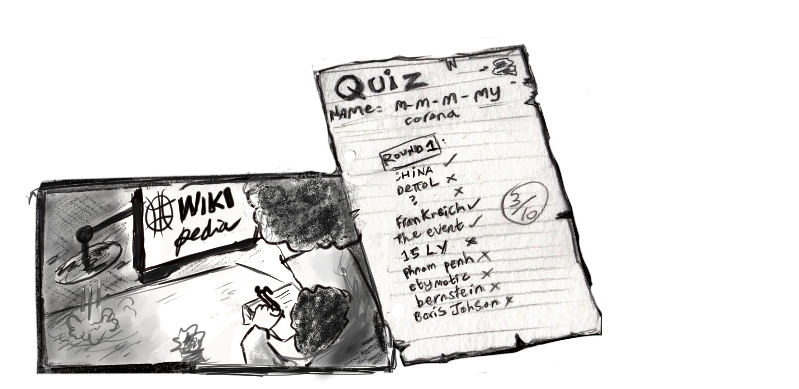 WIKI
pedia
QUiz
NAME: m-m-m-my
corona
ROUND 1:
CHINA ✓
DETTOL x
? x
Frankreich ✓
The event ✓
15 LY x
phnom penh x
etymotic x
bernstein x
Boris Johson x
3/10